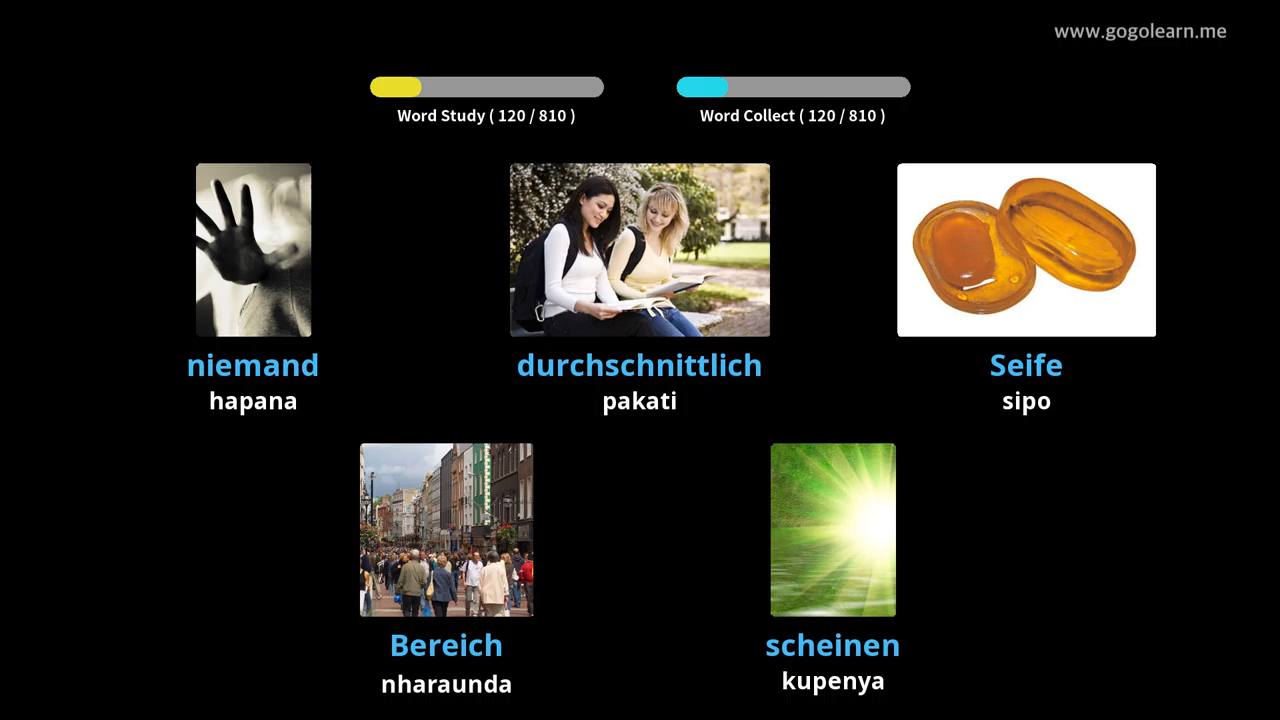 www.gogolearn.me
Word Study ( 120 / 810 )
Word Collect ( 120 / 810 )
niemand
hapana
durchschnittlich
pakati
Seife
sipo
Bereich
nharaunda
scheinen
kupenya